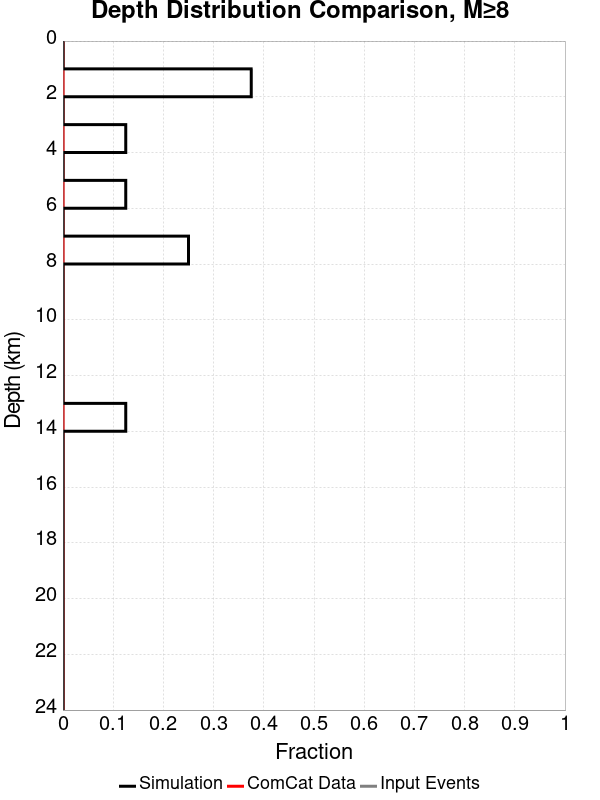 Depth Distribution Comparison, M≥8
0
2
4
6
8
10
12
14
16
18
20
22
24
Depth (km)
0 0.1 0.2 0.3 0.4 0.5 0.6 0.7 0.8 0.9 1
Fraction
Simulation ComCat Data Input Events